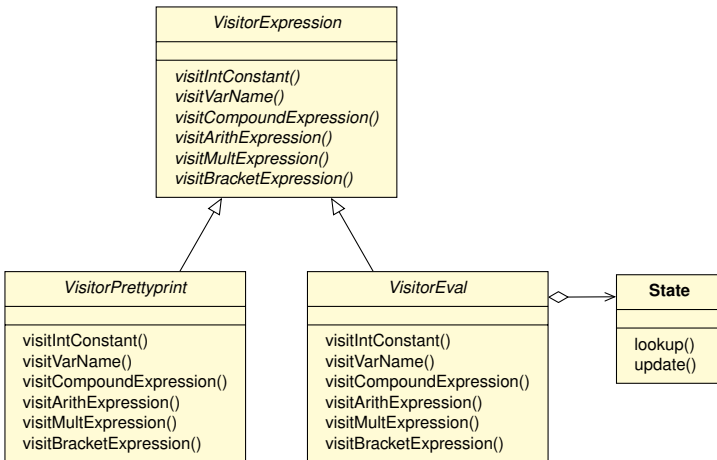 VisitorExpression
visitIntConstant()
visitVarName()
visitCompoundExpression()
visitArithExpression()
visitMultExpression()
visitBracketExpression()
VisitorPrettyprint
visitIntConstant()
visitVarName()
visitCompoundExpression()
visitArithExpression()
visitMultExpression()
visitBracketExpression()
VisitorEval
visitIntConstant()
visitVarName()
visitCompoundExpression()
visitArithExpression()
visitMultExpression()
visitBracketExpression()
State
lookup()
update()